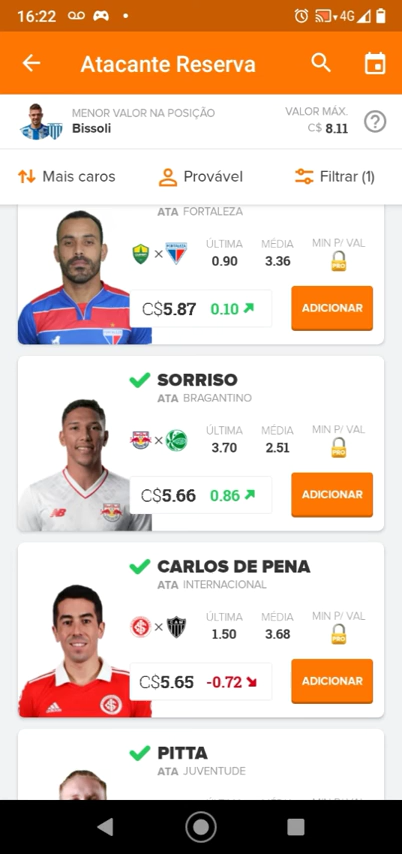 16:22
4G
Atacante Reserva
MENOR VALOR NA POSIÇÃO
Bissoli
VALOR MÁX.
C$ 8.11
?
Mais caros
Provável
Filtrar (1)
ATA FORTALEZA
ÚLTIMA MÉDIA MIN P/ VAL
0.90 3.36 PRO
C$5.87 0.10
ADICIONAR
SORRISO
ATA BRAGANTINO
ÚLTIMA MÉDIA MIN P/ VAL
× 3.70 2.51 PRO
C$5.66 0.86
ADICIONAR
CARLOS DE PENA
ATA INTERNACIONAL
ÚLTIMA MÉDIA MIN P/ VAL
× 1.50 3.68 PRO
C$5.65 -0.72
ADICIONAR
PITTA
ATA JUVENTUDE